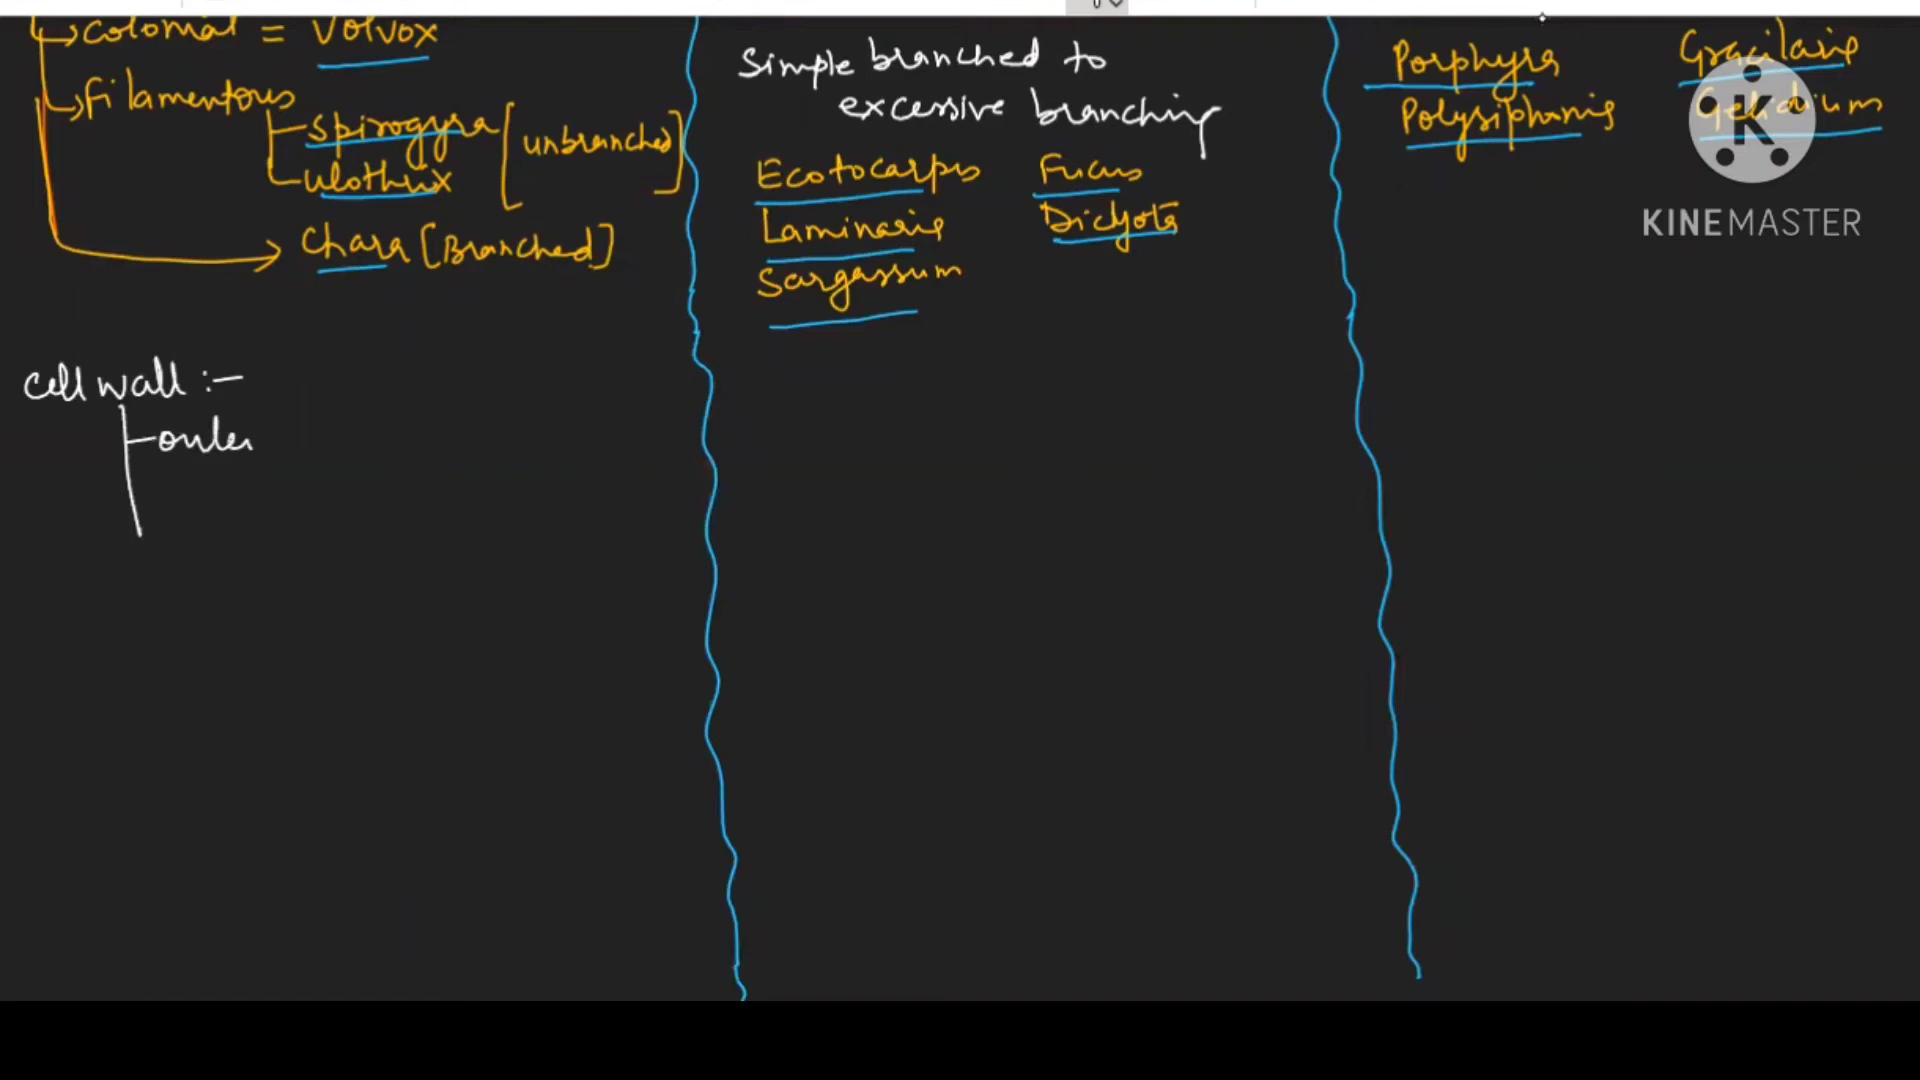 Colonial = Volvox
Filamentous
Spirogyra
Ulothrix
[unbranched]
Chara [Branched]
Cell wall :-
outer
Simple branched to
excessive branching
Ecotocarpus Fucus
Laminaria Dictyota
Sargassum
Porphyra Gracilaria
Polysiphonia Gelidium
KINEMASTER